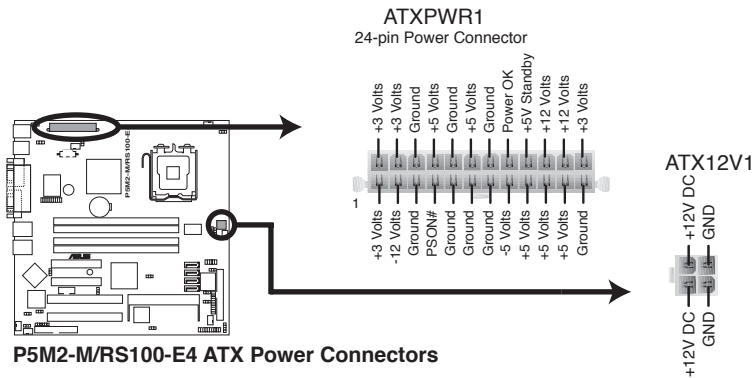 ATXPWR1
24-pin Power Connector
+3 Volts
+3 Volts
Ground
+5 Volts
Ground
+5 Volts
Ground
Power OK
+5V Standby
+12 Volts
+12 Volts
+3 Volts
1
+3 Volts
-12 Volts
Ground
PSON#
Ground
Ground
Ground
-5 Volts
+5 Volts
+5 Volts
+5 Volts
Ground
ATX12V1
+12V DC
GND
+12V DC
GND
P5M2-M/RS100-E4
ASUS
P5M2-M/RS100-E4 ATX Power Connectors